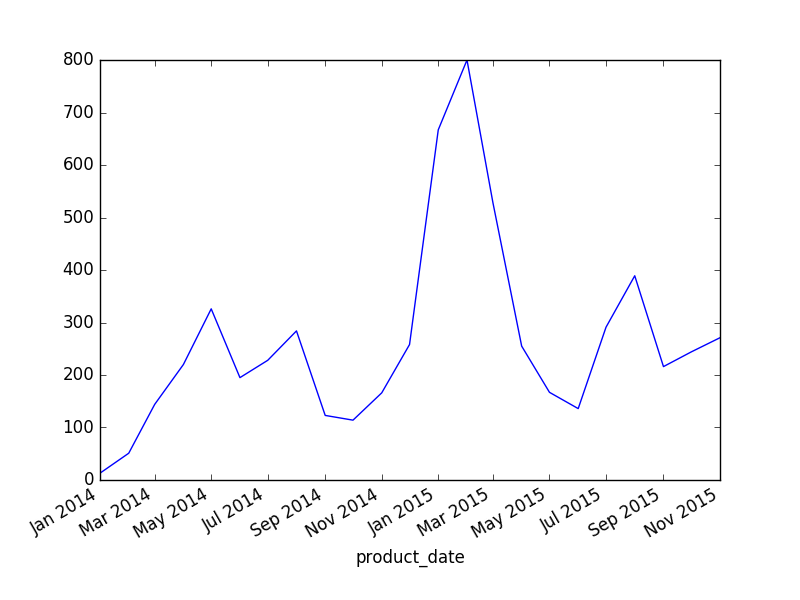 800
700
600
500
400
300
200
100
0
Jan 2014
Mar 2014
May 2014
Jul 2014
Sep 2014
Nov 2014
Jan 2015
Mar 2015
May 2015
Jul 2015
Sep 2015
Nov 2015
product_date